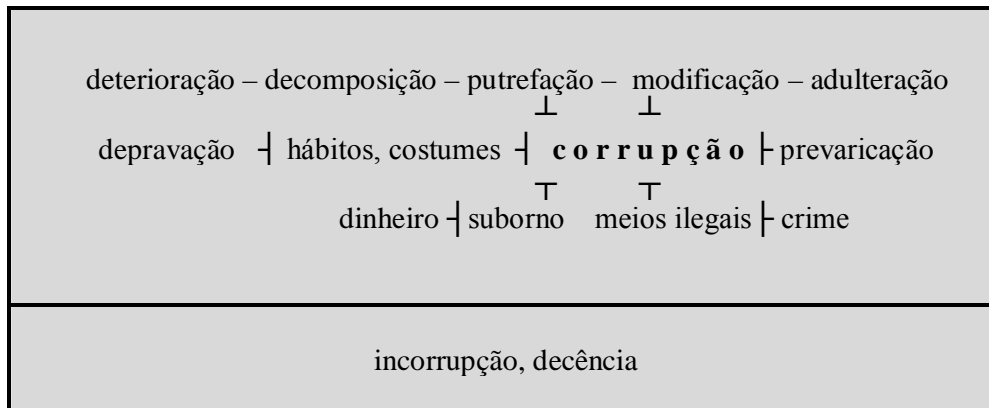 deterioração – decomposição – putrefação – modificação – adulteração
┴ ┴
depravação ┤ hábitos, costumes ┤ corrupção ├ prevaricação
┬ ┬
dinheiro ┤ suborno meios ilegais ├ crime
incorrupção, decência